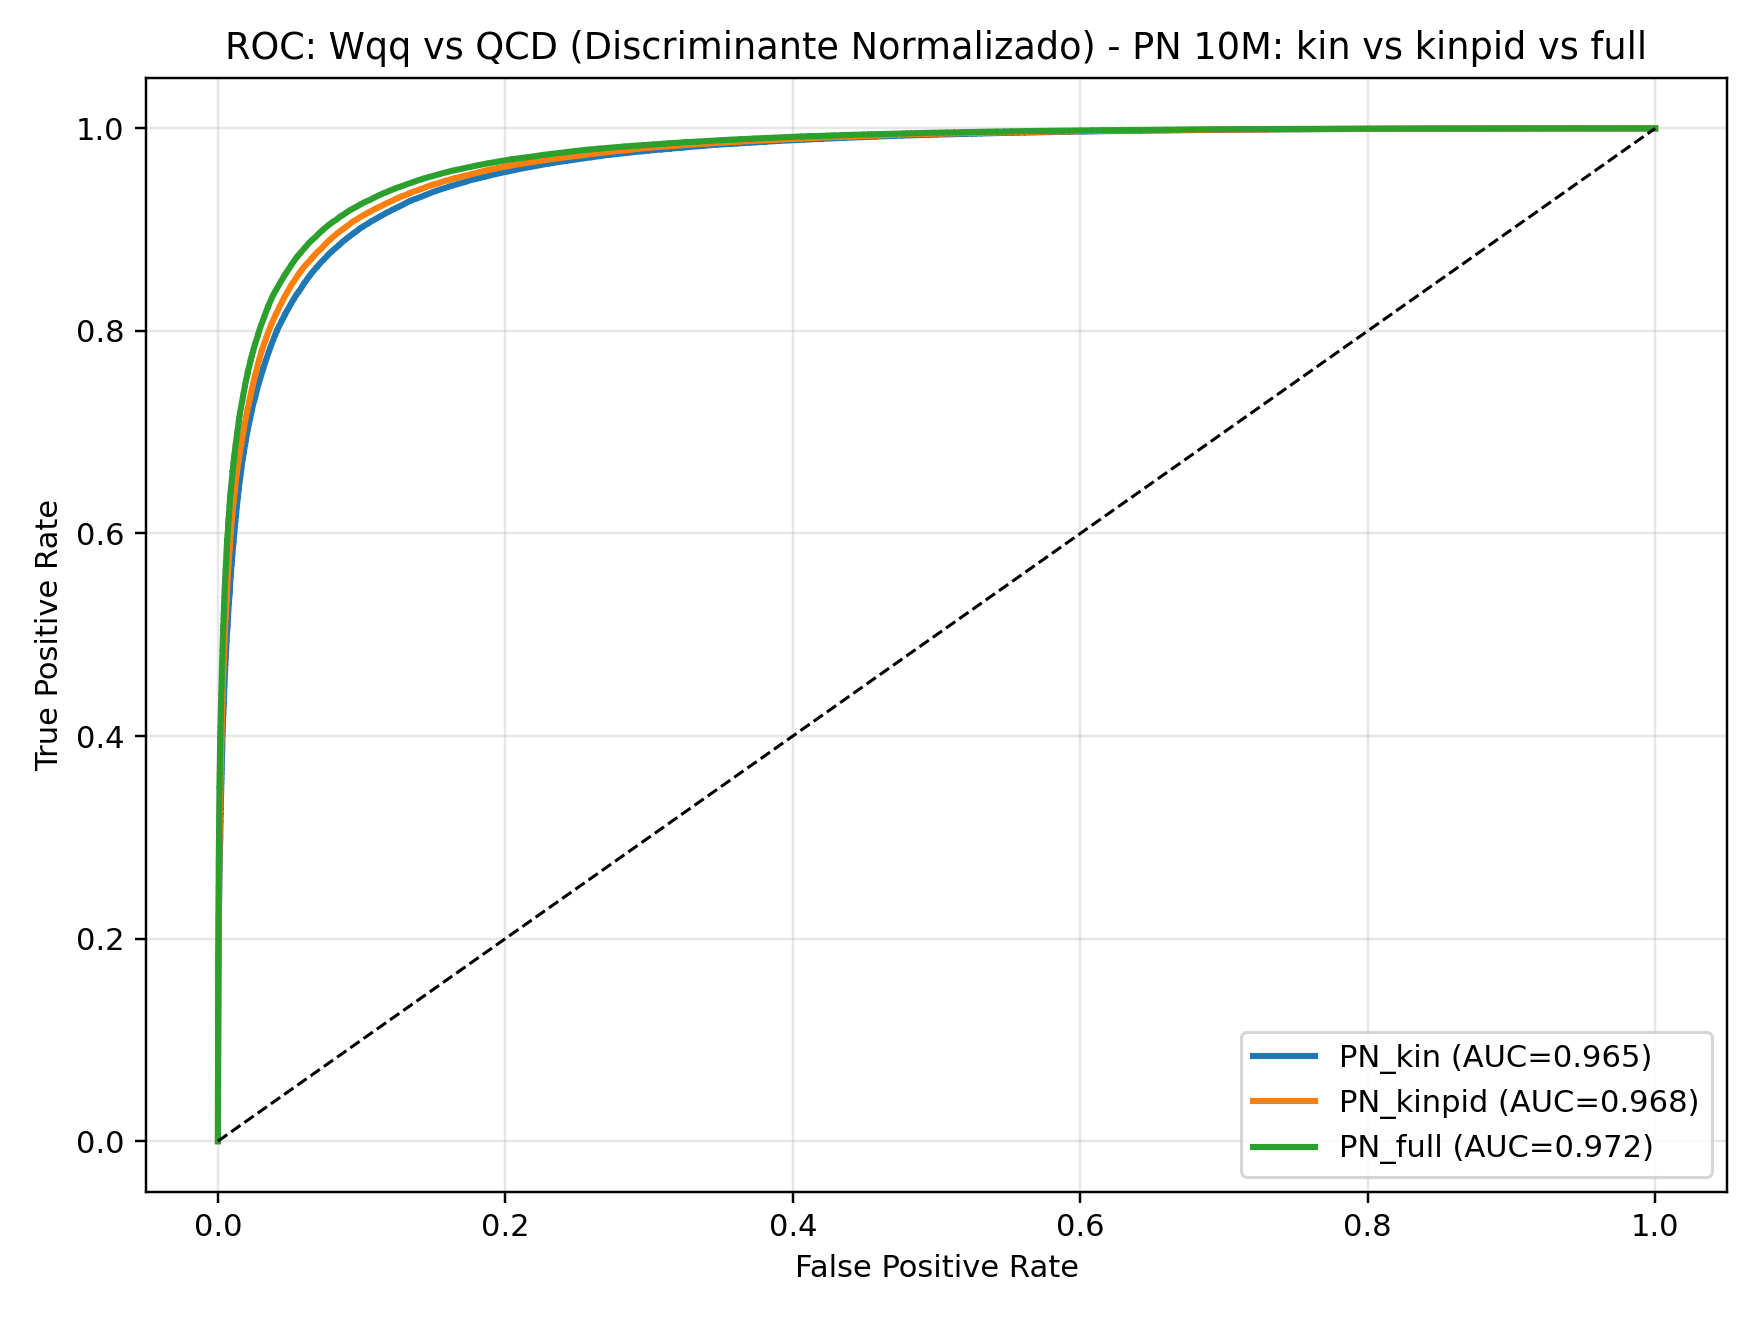 ROC: Wqq vs QCD (Discriminante Normalizado) - PN 10M: kin vs kinpid vs full
1.0
0.8
0.6
0.4
0.2
0.0
True Positive Rate
PN_kin (AUC=0.965)
PN_kinpid (AUC=0.968)
PN_full (AUC=0.972)
0.0 0.2 0.4 0.6 0.8 1.0
False Positive Rate